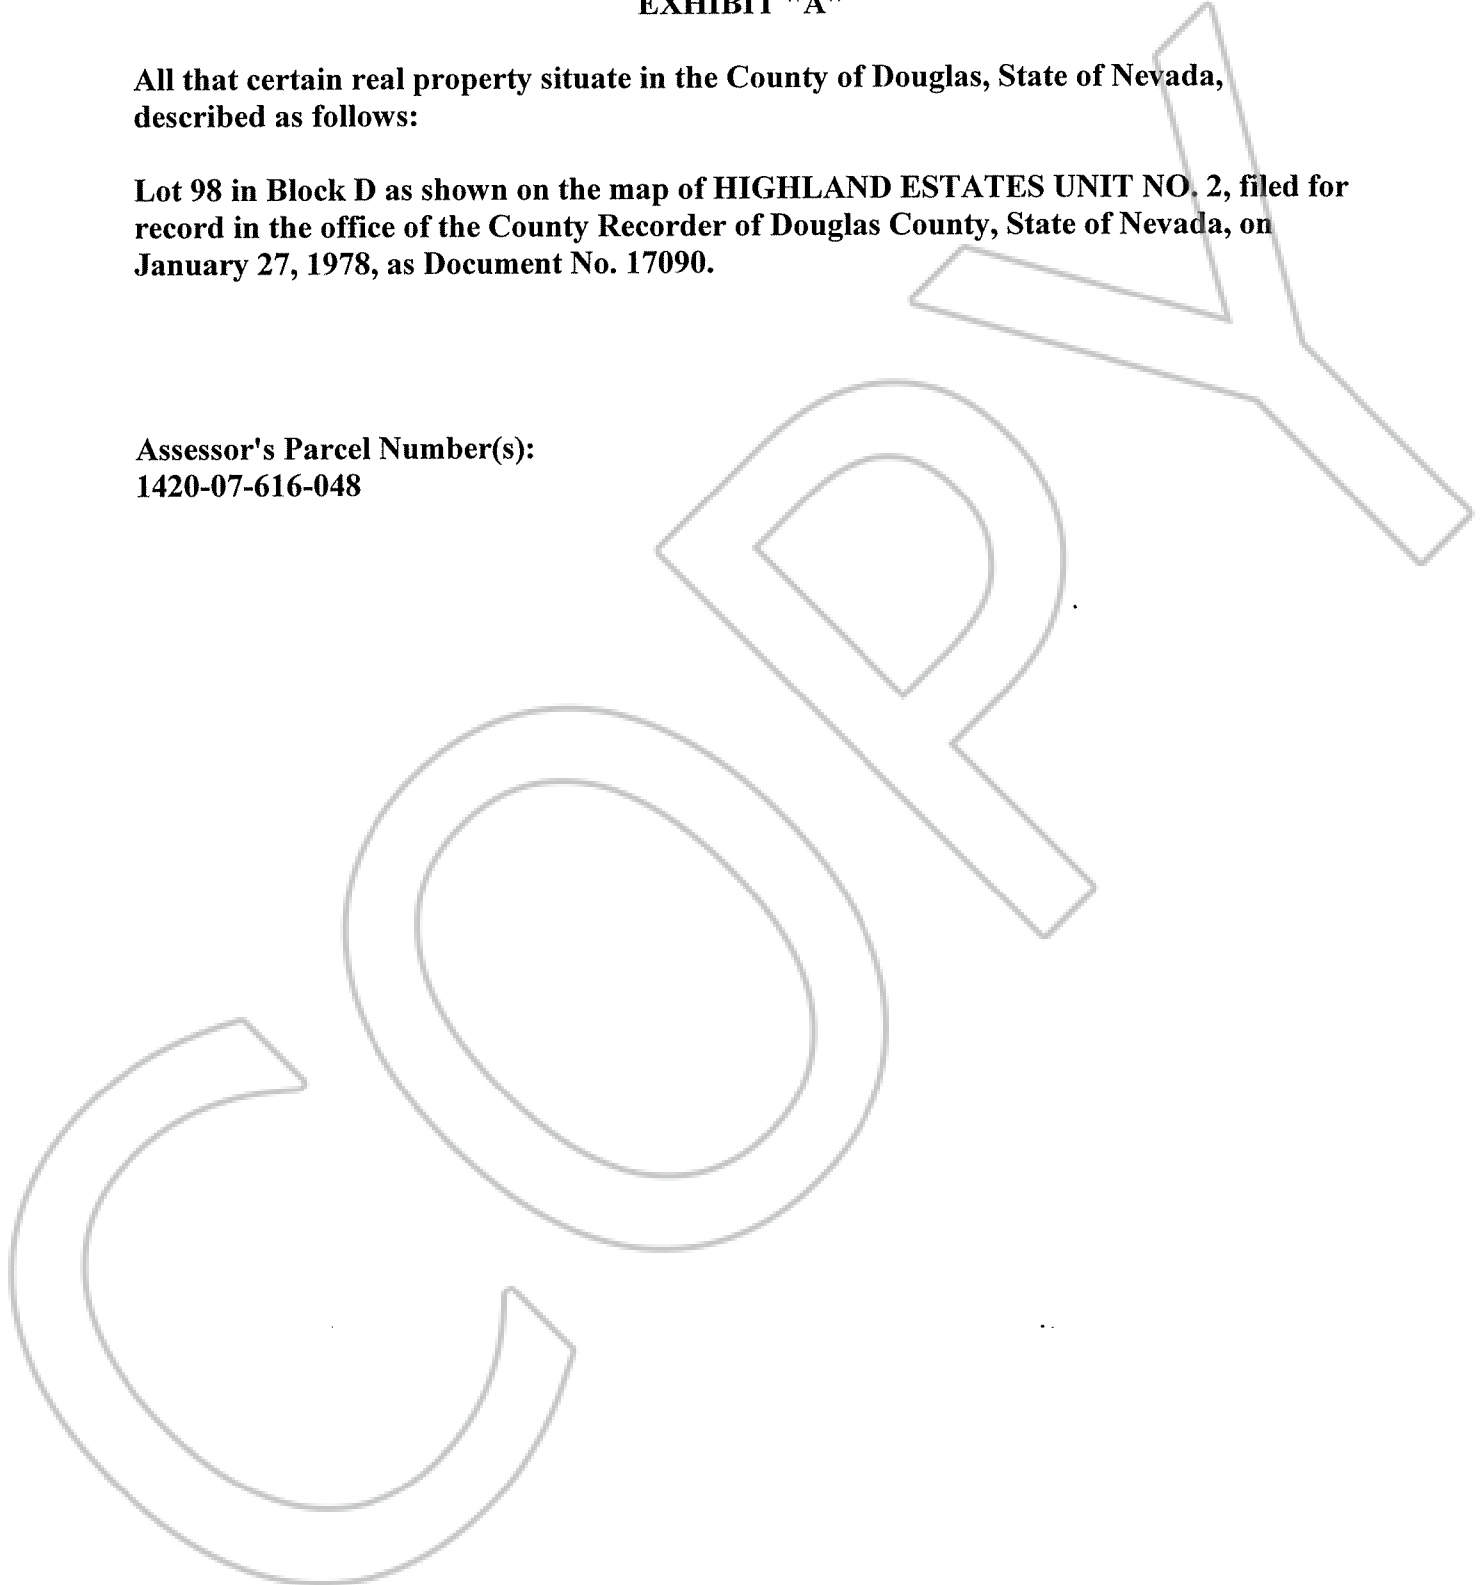 EXHIBIT "A"
All that certain real property situate in the County of Douglas, State of Nevada,
described as follows:
Lot 98 in Block D as shown on the map of HIGHLAND ESTATES UNIT NO. 2, filed for
record in the office of the County Recorder of Douglas County, State of Nevada, on
January 27, 1978, as Document No. 17090.
Assessor's Parcel Number(s):
1420-07-616-048
COPY